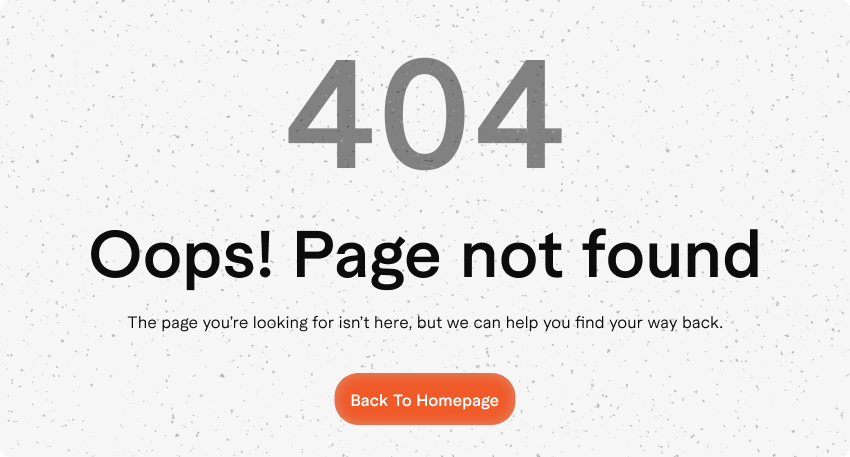 404
Oops! Page not found
The page you’re looking for isn’t here, but we can help you find your way back.
Back To Homepage